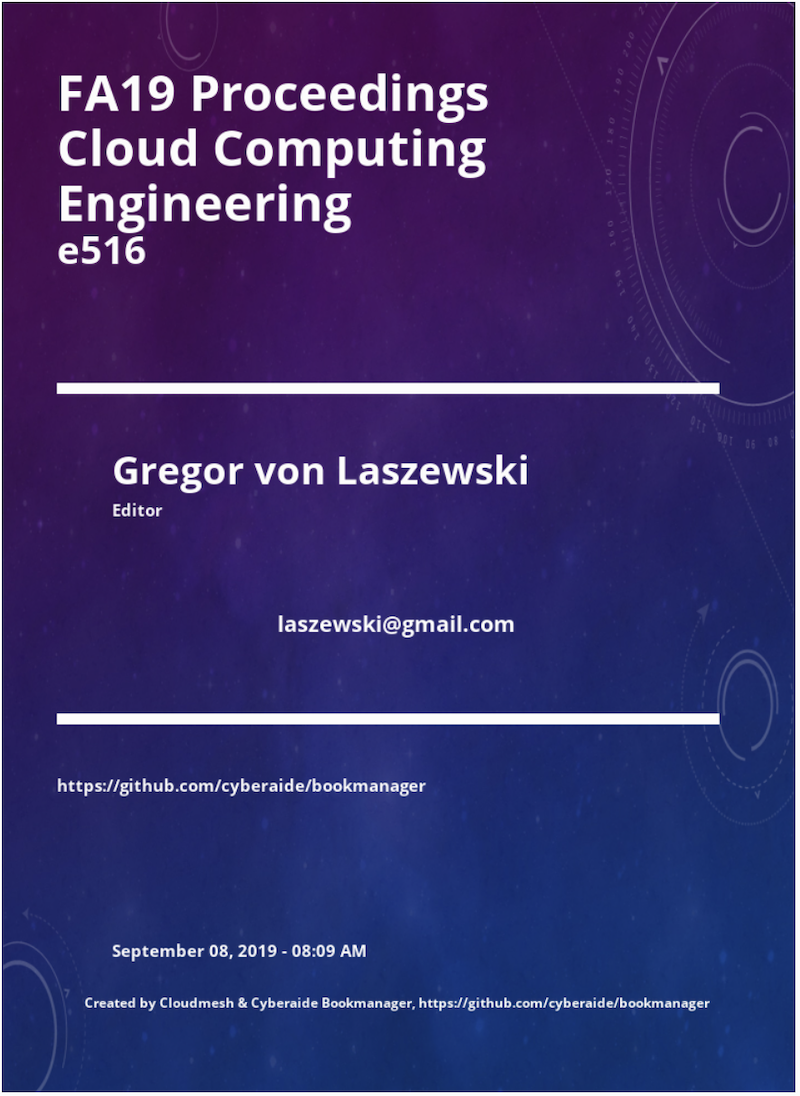 FA19 Proceedings
Cloud Computing
Engineering
e516
Gregor von Laszewski
Editor
laszewski@gmail.com
https://github.com/cyberaide/bookmanager
September 08, 2019 - 08:09 AM
Created by Cloudmesh & Cyberaide Bookmanager, https://github.com/cyberaide/bookmanager